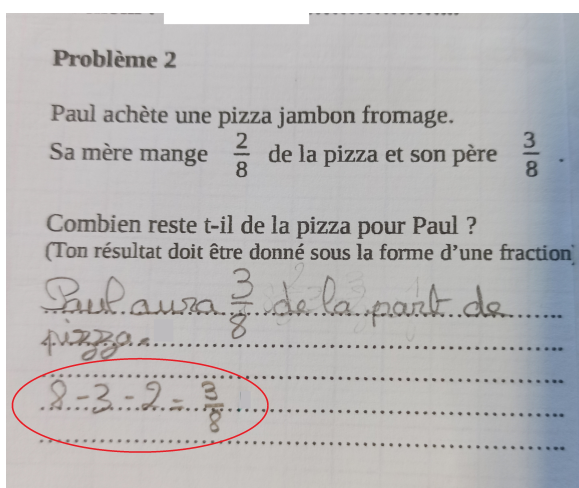 Problème 2
Paul achète une pizza jambon fromage.
Sa mère mange 2/8 de la pizza et son père 3/8 .
Combien reste t-il de la pizza pour Paul ?
(Ton résultat doit être donné sous la forme d'une fraction)
Paul aura 3/8 de la part de
pizza.
8-3-2= 3/8